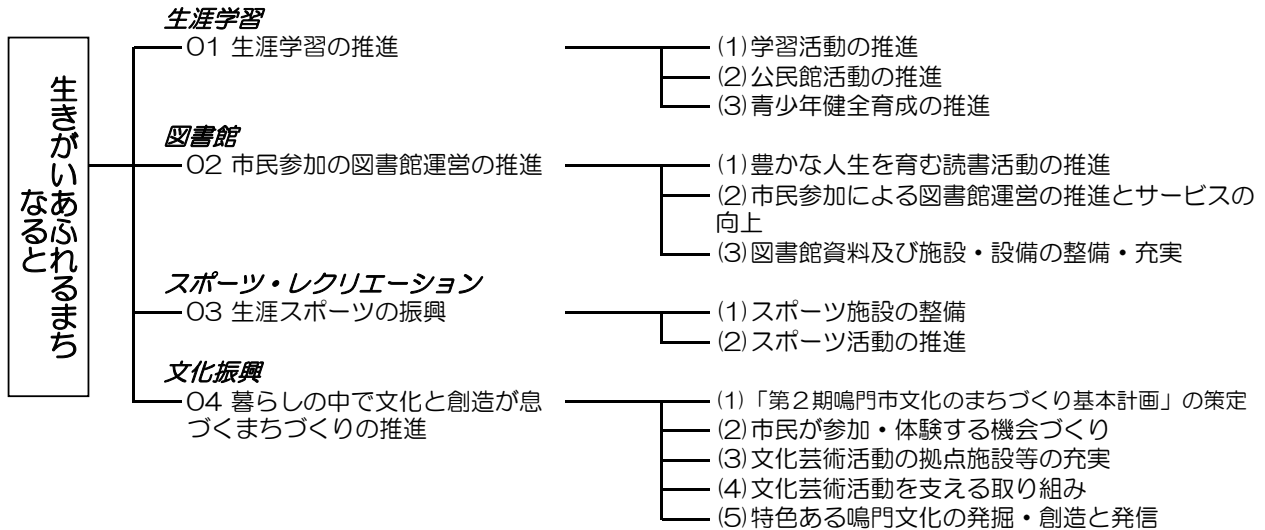 生きがいあふれるまち
なると
生涯学習
01 生涯学習の推進
(1)学習活動の推進
(2)公民館活動の推進
(3)青少年健全育成の推進
図書館
02 市民参加の図書館運営の推進
(1)豊かな人生を育む読書活動の推進
(2)市民参加による図書館運営の推進とサービスの
向上
(3)図書館資料及び施設・設備の整備・充実
スポーツ・レクリエーション
03 生涯スポーツの振興
(1)スポーツ施設の整備
(2)スポーツ活動の推進
文化振興
04 暮らしの中で文化と創造が息
づくまちづくりの推進
(1)「第2期鳴門市文化のまちづくり基本計画」の策定
(2)市民が参加・体験する機会づくり
(3)文化芸術活動の拠点施設等の充実
(4)文化芸術活動を支える取り組み
(5)特色ある鳴門文化の発掘・創造と発信